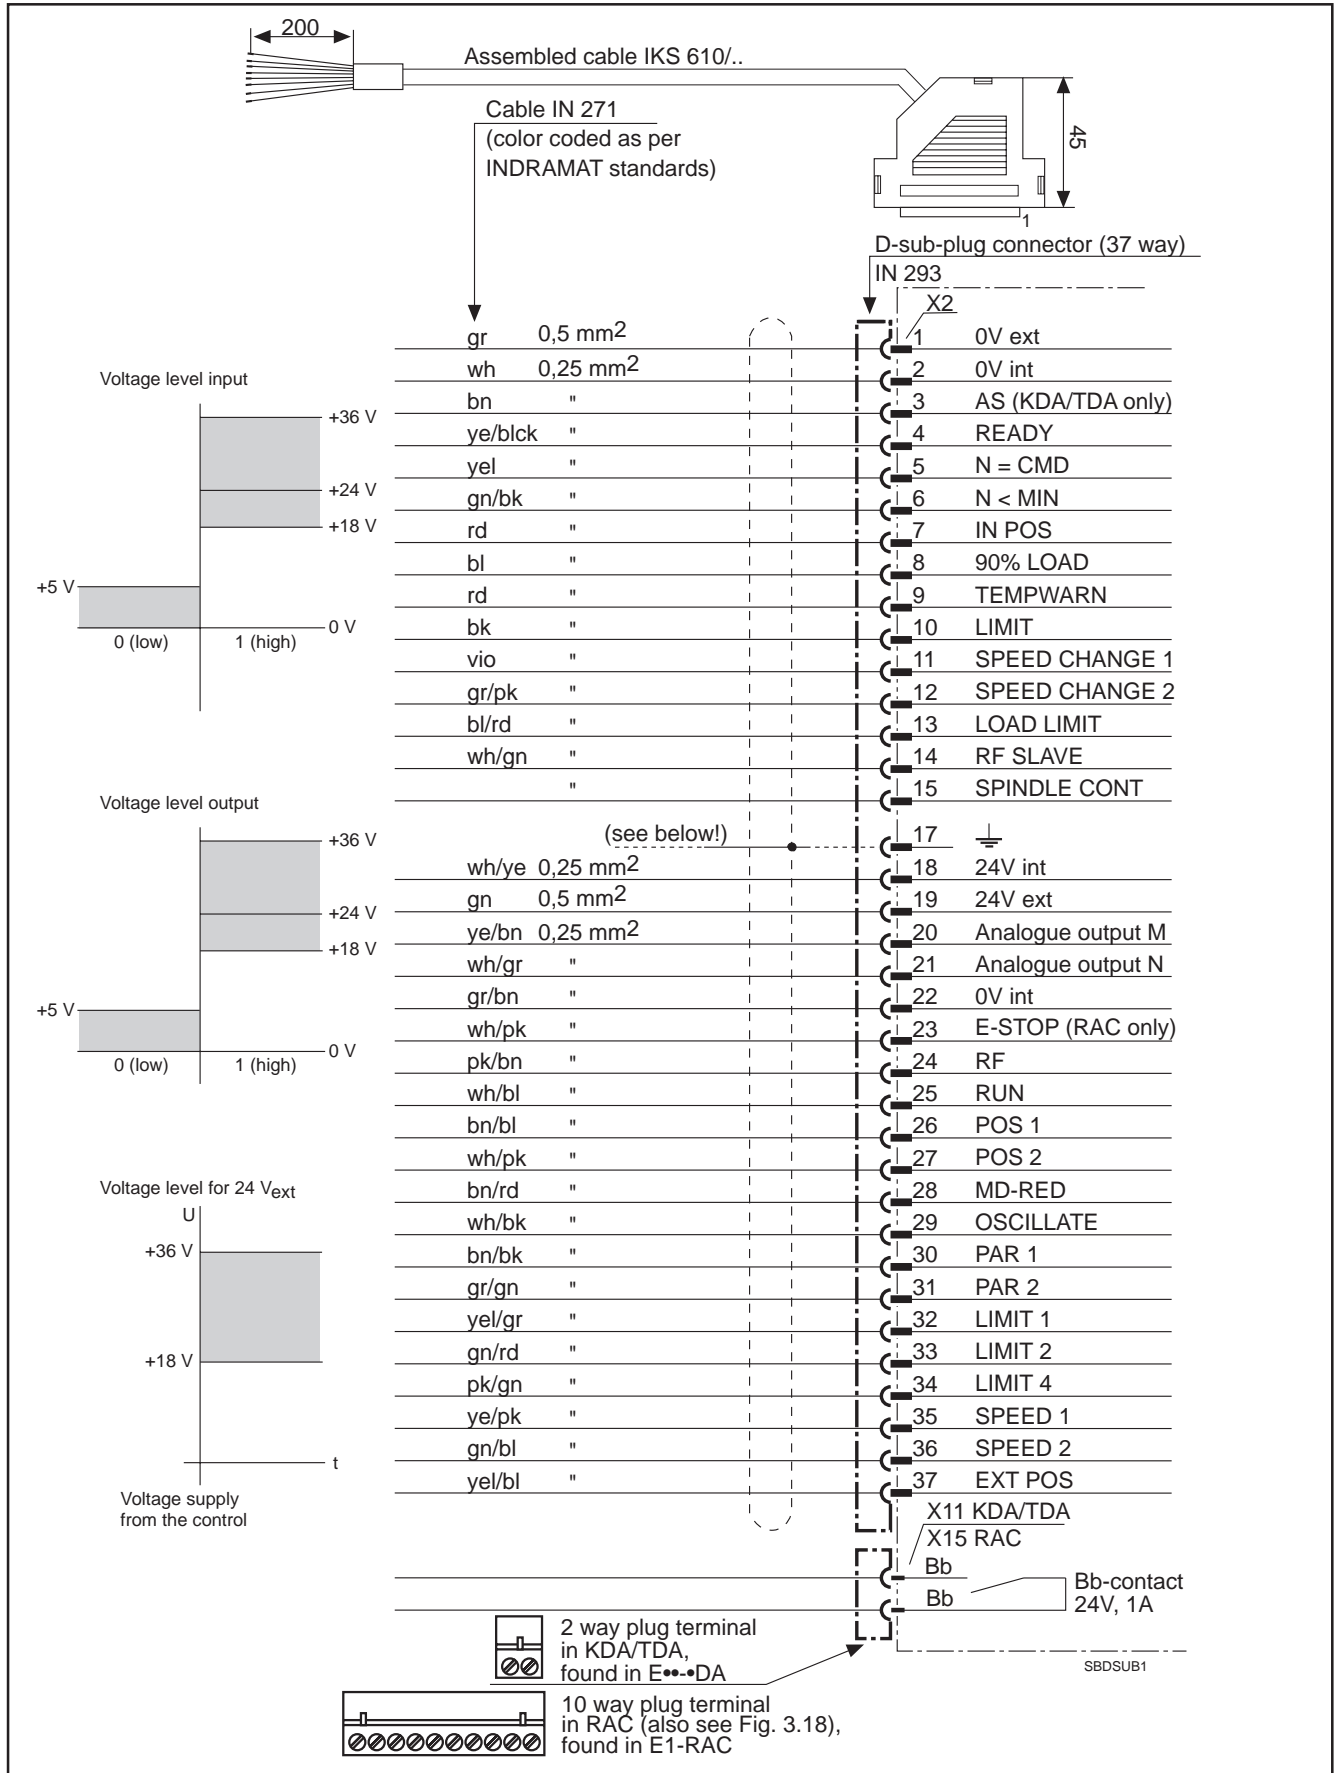 200
Assembled cable IKS 610/..
Cable IN 271
(color coded as per
INDRAMAT standards)
45
1
D-sub-plug connector (37 way)
IN 293
X2
gr 0,5 mm2 1 0V ext
wh 0,25 mm2 2 0V int
bn " 3 AS (KDA/TDA only)
ye/blck " 4 READY
yel " 5 N = CMD
gn/bk " 6 N < MIN
rd " 7 IN POS
bl " 8 90% LOAD
rd " 9 TEMPWARN
bk " 10 LIMIT
vio " 11 SPEED CHANGE 1
gr/pk " 12 SPEED CHANGE 2
bl/rd " 13 LOAD LIMIT
wh/gn " 14 RF SLAVE
" 15 SPINDLE CONT
(see below!) 17
wh/ye 0,25 mm2 18 24V int
gn 0,5 mm2 19 24V ext
ye/bn 0,25 mm2 20 Analogue output M
wh/gr " 21 Analogue output N
gr/bn " 22 0V int
wh/pk " 23 E-STOP (RAC only)
pk/bn " 24 RF
wh/bl " 25 RUN
bn/bl " 26 POS 1
wh/pk " 27 POS 2
bn/rd " 28 MD-RED
wh/bk " 29 OSCILLATE
bn/bk " 30 PAR 1
gr/gn " 31 PAR 2
yel/gr " 32 LIMIT 1
gn/rd " 33 LIMIT 2
pk/gn " 34 LIMIT 4
ye/pk " 35 SPEED 1
gn/bl " 36 SPEED 2
yel/bl " 37 EXT POS
Voltage level input
+36 V
+24 V
+18 V
+5 V
0 V
0 (low) 1 (high)
Voltage level output
+36 V
+24 V
+18 V
+5 V
0 V
0 (low) 1 (high)
Voltage level for 24 Vext
U
+36 V
+18 V
t
Voltage supply
from the control
X11 KDA/TDA
X15 RAC
Bb
Bb
Bb-contact
24V, 1A
2 way plug terminal
in KDA/TDA,
found in E••-•DA
SBDSUB1
10 way plug terminal
in RAC (also see Fig. 3.18),
found in E1-RAC